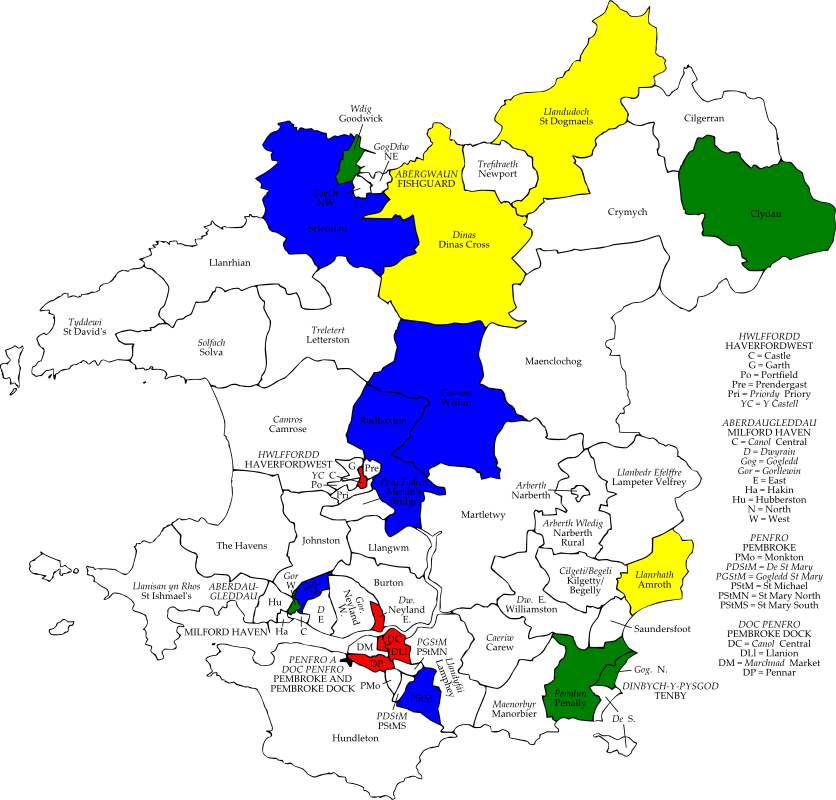 Llandudoch
St Dogmaels
Cilgerran
Wdig
Goodwick
GogDdw
NE
Trefdraeth
Newport
ABERGWAUN
FISHGUARD
NW
Scleddau
Crymych
Clydau
Dinas
Dinas Cross
Llanrhian
Tyddewi
St David's
Solfach
Solva
Treletert
Letterston
Maenclochog
Wiston
Camros
Camrose
Rudbaxton
HWLFFORDD
HAVERFORDWEST
G
Pre
YC
C
Po
Pri
Merlin's
Bridge
Arberth
Narberth
Llanbedr Efelffre
Lampeter Velfrey
Martletwy
Arberth Wledig
Narberth
Rural
The Havens
Johnston
Llangwm
Llanisan yn Rhos
St Ishmael's
ABERDAU-
GLEDDAU
Gor
W
Hu
Ha
C
D
E
MILFORD HAVEN
Burton
Gor.
Neyland
W.
Dw.
Neyland
E.
Cilgeti/Begeli
Kilgetty/
Begelly
Llanrhath
Amroth
Dw. E.
Williamston
Saundersfoot
Caeriw
Carew
DC
DM
DLl
DP
PGStM
PStMN
Llandyfái
Lamphey
PENFRO A
DOC PENFRO
PEMBROKE AND
PEMBROKE DOCK
PMo
PStM
PDStM
PStMS
Hundleton
Maenorbyr
Manorbier
Penalun
Penally
Gog. N.
DINBYCH-Y-PYSGOD
TENBY
De S.
HWLFFORDD
HAVERFORDWEST
C = Castle
G = Garth
Po = Portfield
Pre = Prendergast
Pri = Priordy Priory
YC = Y Castell
ABERDAUGLEDDAU
MILFORD HAVEN
C = Canol Central
D = Dwyrain
Gog = Gogledd
Gor = Gorllewin
E = East
Ha = Hakin
Hu = Hubberston
N = North
W = West
PENFRO
PEMBROKE
PMo = Monkton
PDStM = De St Mary
PGStM = Gogledd St Mary
PStM = St Michael
PStMN = St Mary North
PStMS = St Mary South
DOC PENFRO
PEMBROKE DOCK
DC = Canol Central
DLl = Llanion
DM = Marchnad Market
DP = Pennar